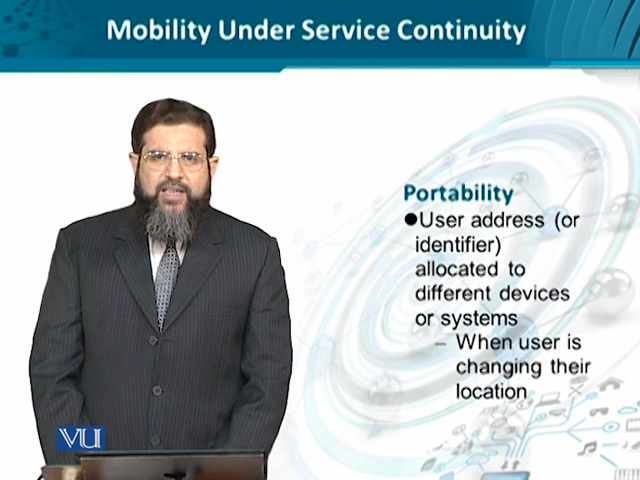 Mobility Under Service Continuity
Portability
●User address (or
identifier)
allocated to
different devices
or systems
– When user is
changing their
location
VU